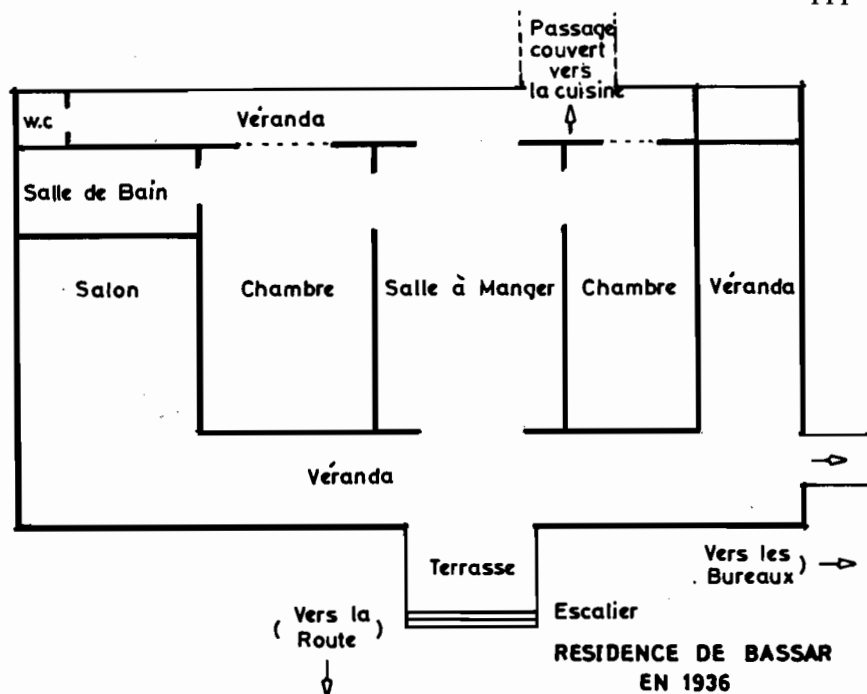 Passage
couvert
vers
la cuisine
w.c
Véranda
Salle de Bain
Salon
Chambre
Salle à Manger
Chambre
Véranda
Véranda
Terrasse
Vers les )
Bureaux
Escalier
( Vers la )
Route
RESIDENCE DE BASSAR
EN 1936